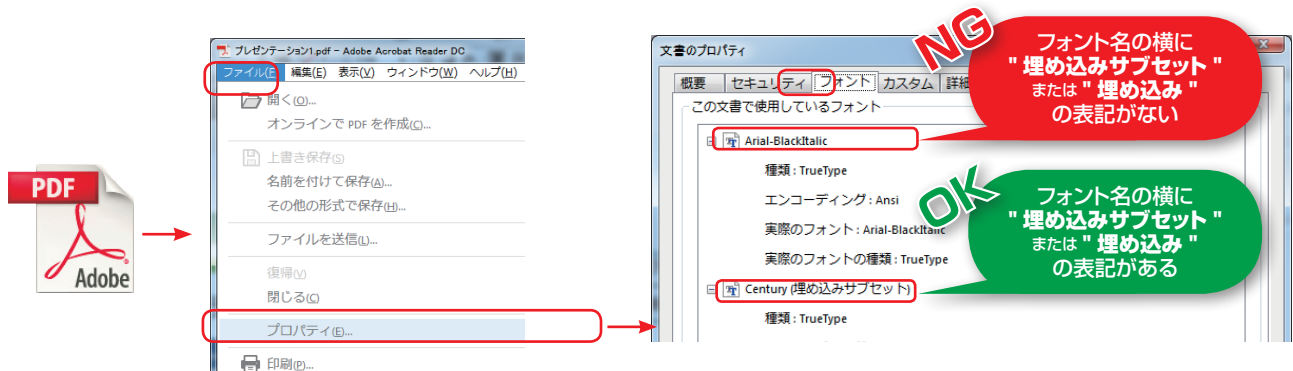 PDF
Adobe
プレゼンテーション1.pdf - Adobe Acrobat Reader DC
ファイル(F) 編集(E) 表示(V) ウィンドウ(W) ヘルプ(H)
開く(O)...
オンラインで PDF を作成(C)...
上書き保存(S)
名前を付けて保存(A)...
その他の形式で保存(H)...
ファイルを送信(L)...
復帰(V)
閉じる(C)
プロパティ(E)...
印刷(P)...
文書のプロパティ
概要 セキュリティ フォント カスタム 詳細
この文書で使用しているフォント
Arial-BlackItalic
種類 : TrueType
エンコーディング : Ansi
実際のフォント : Arial-BlackItalic
実際のフォントの種類 : TrueType
Century (埋め込みサブセット)
種類 : TrueType
NG
フォント名の横に
" 埋め込みサブセット "
または " 埋め込み "
の表記がない
OK
フォント名の横に
" 埋め込みサブセット "
または " 埋め込み "
の表記がある